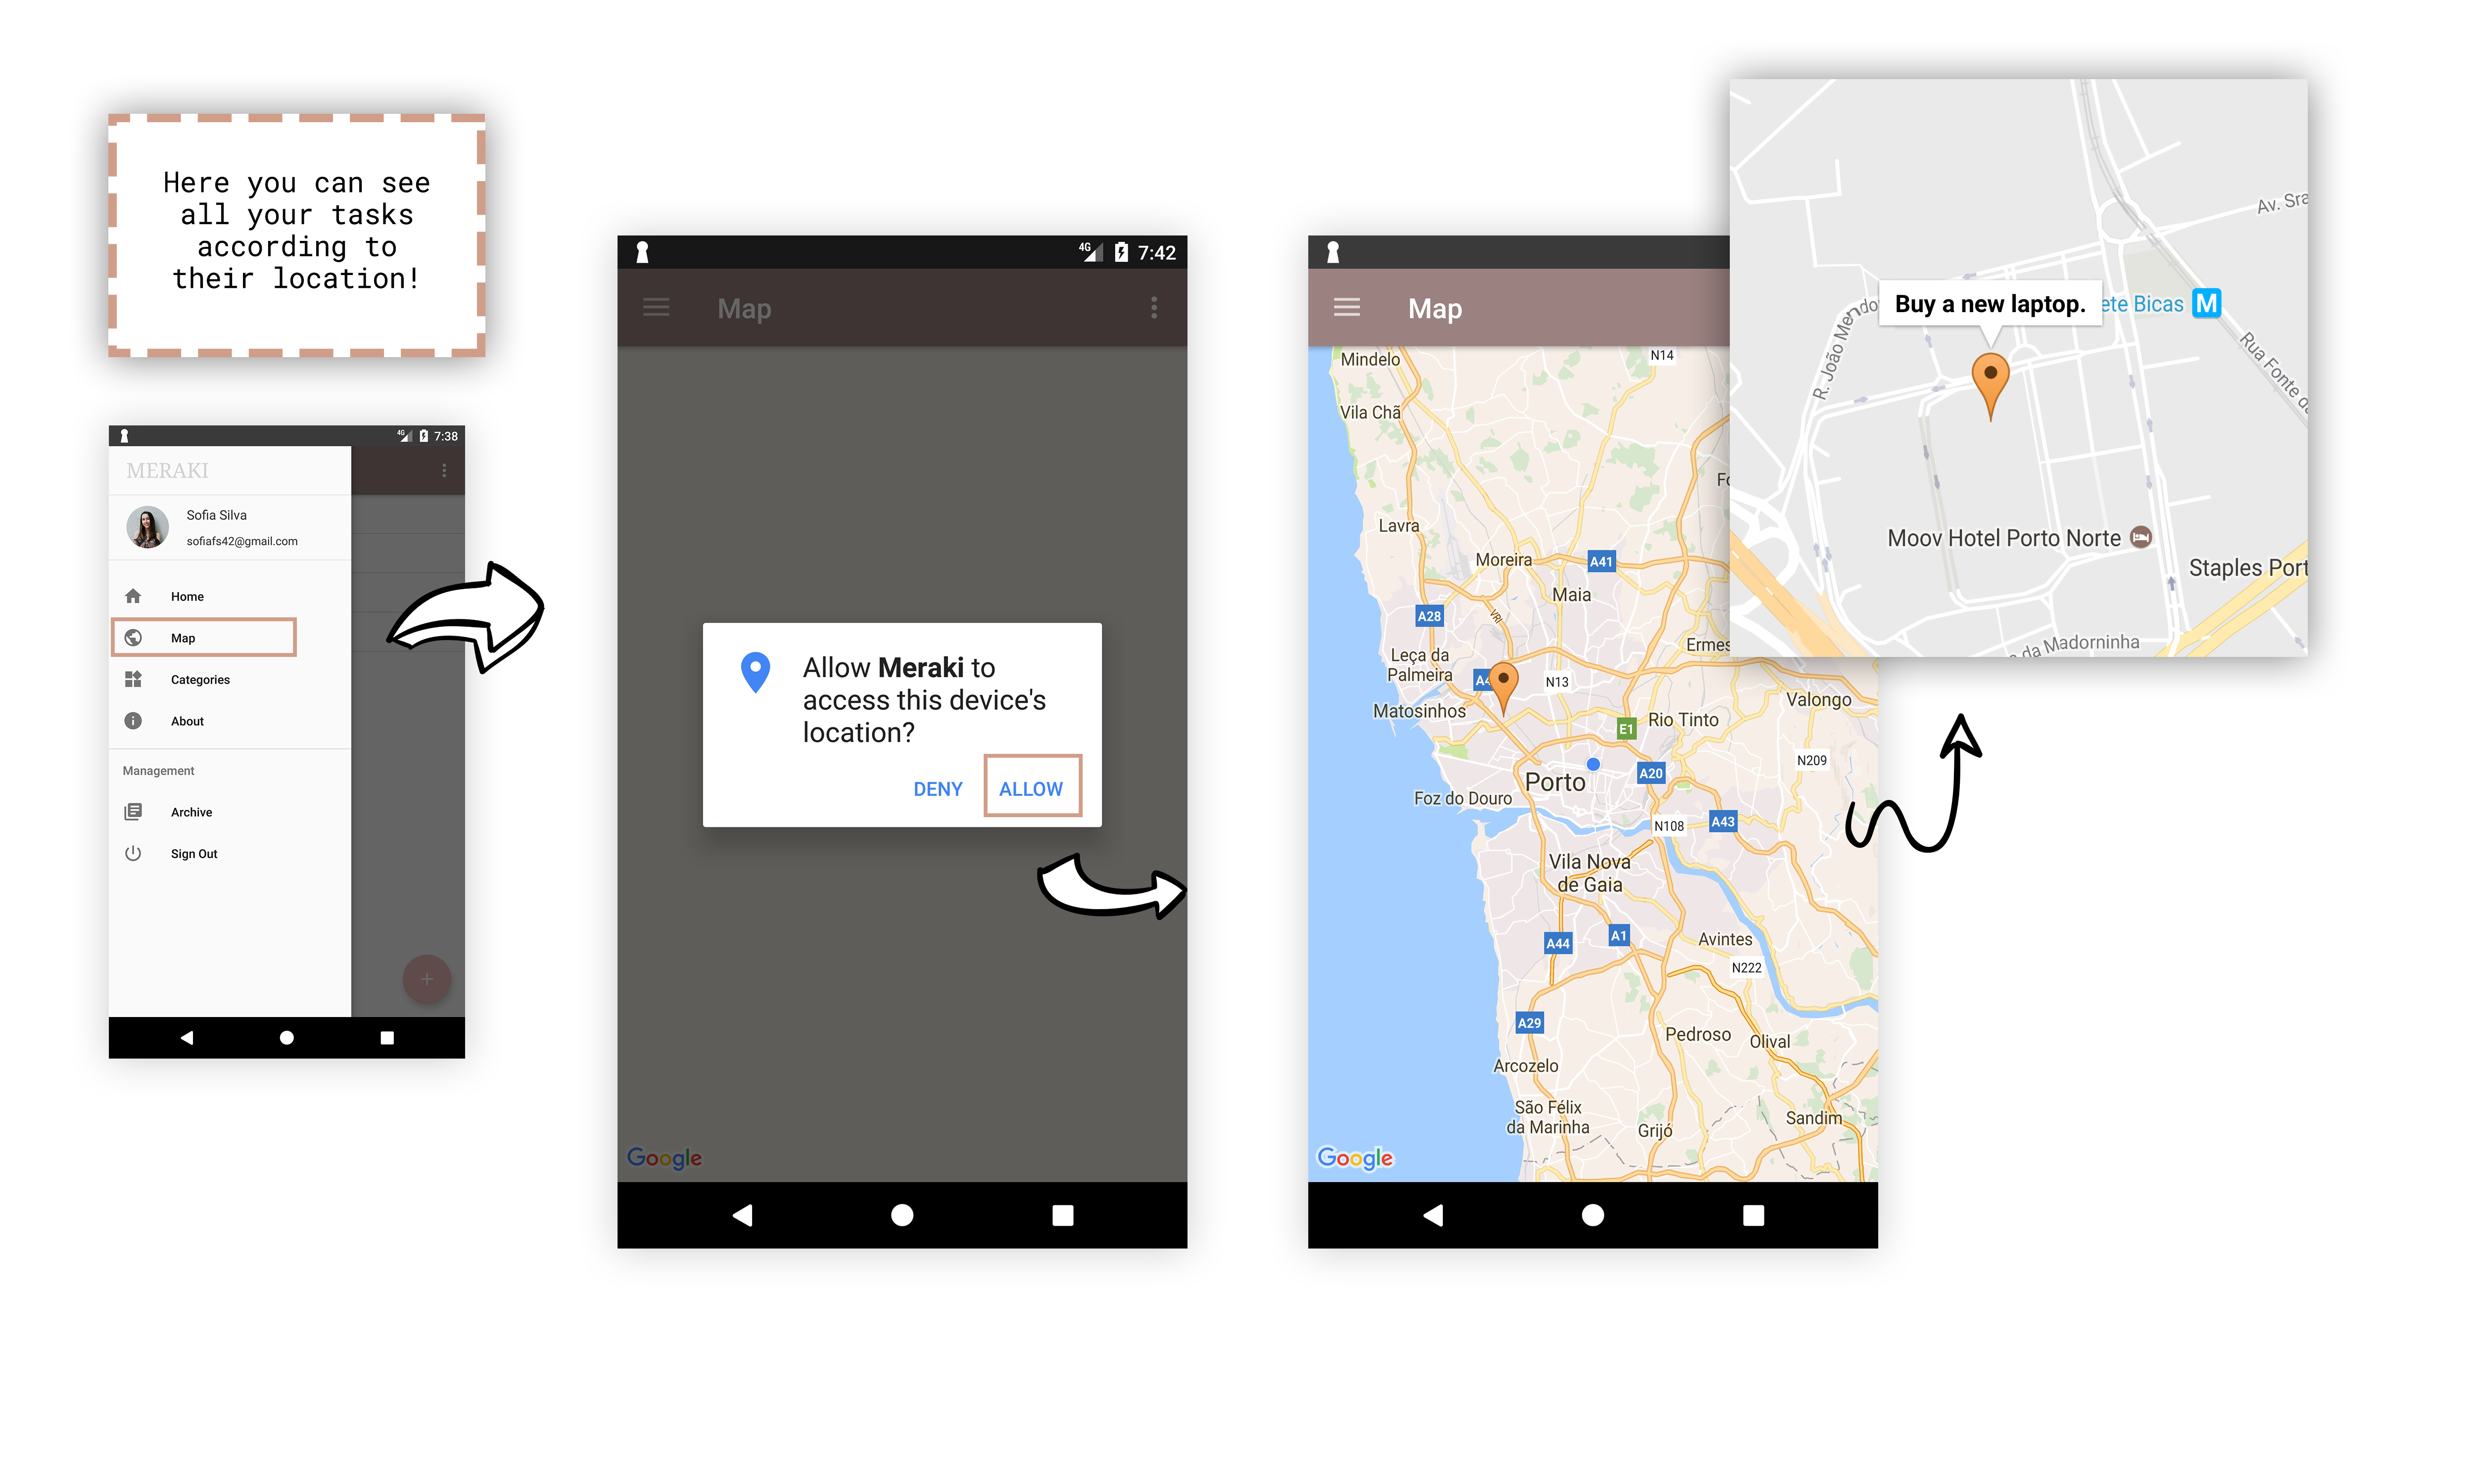 Here you can see
all your tasks
according to
their location!
4G 7:38
MERAKI
Sofia Silva
sofiafs42@gmail.com
Home
Map
Categories
About
Management
Archive
Sign Out
4G 7:42
Map
Allow Meraki to
access this device's
location?
DENY ALLOW
Google
Map
Mindelo
N14
Vila Chã
Lavra
Moreira
A41
Maia
A28
VRI
Leça da
Palmeira
N13
Matosinhos
Valongo
Rio Tinto
E1
N209
Porto
A20
Foz do Douro
N108
A43
Vila Nova
de Gaia
A44
A1
Avintes
N222
A29
Pedroso
Olival
Arcozelo
São Félix
da Marinha
Grijó
Sandim
Google
Buy a new laptop.
ete Bicas M
Av. Sra
R. João Mendo
Rua Fonte da
Moov Hotel Porto Norte
Staples Port
da Madorninha